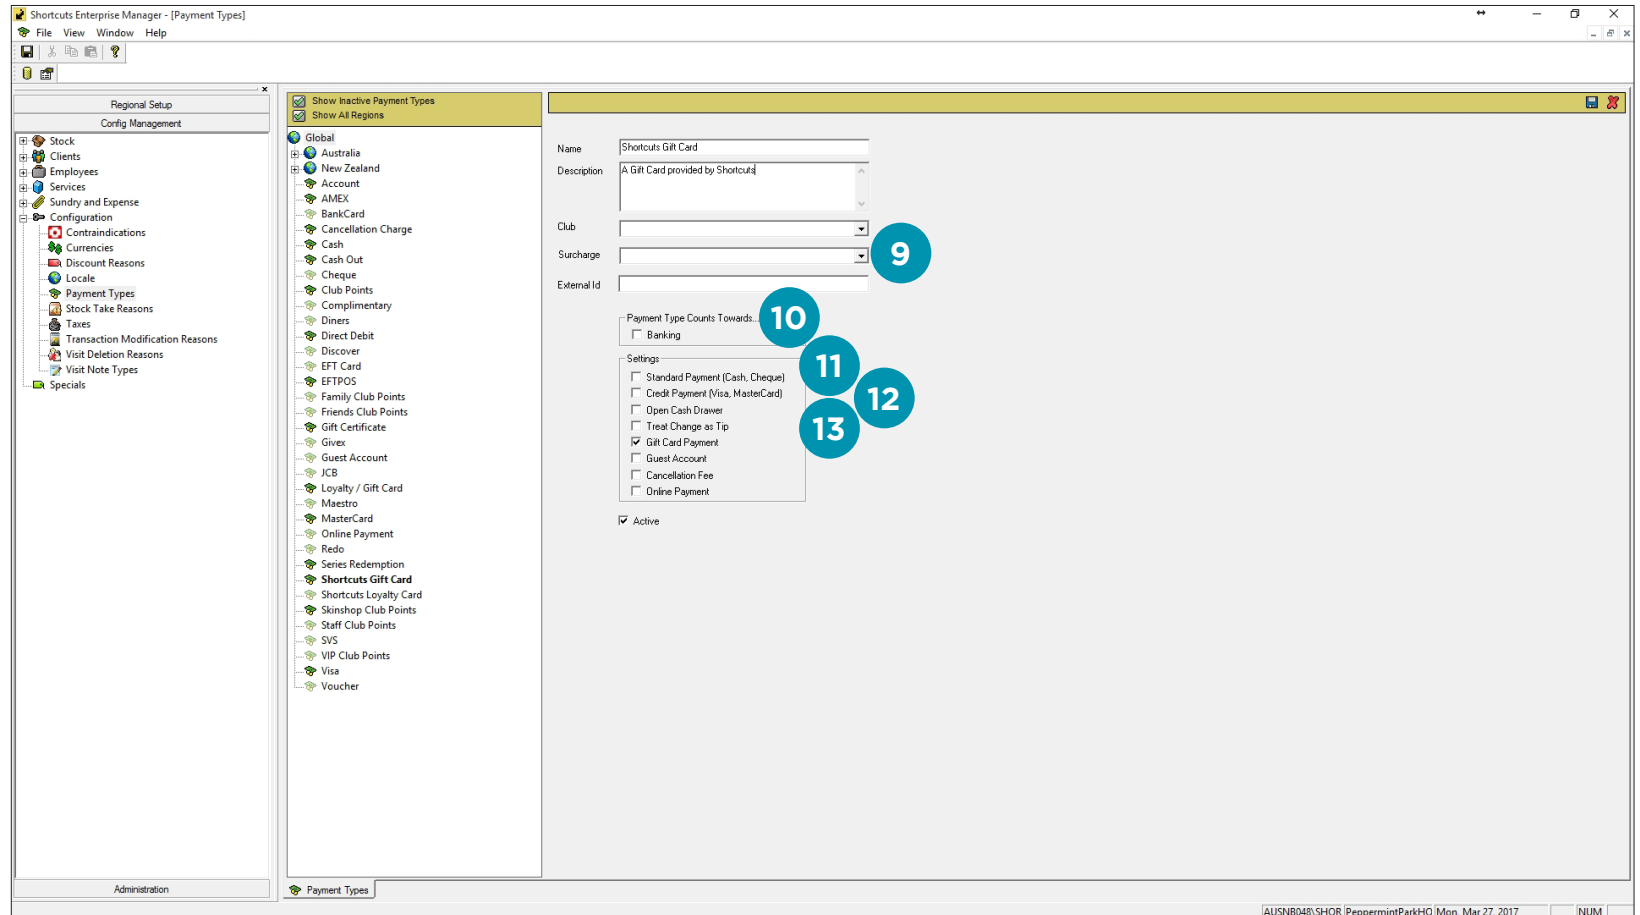 Shortcuts Enterprise Manager - [Payment Types]
File View Window Help
Regional Setup
Config Management
Stock
Clients
Employees
Services
Sundry and Expense
Configuration
Contraindications
Currencies
Discount Reasons
Locale
Payment Types
Stock Take Reasons
Taxes
Transaction Modification Reasons
Visit Deletion Reasons
Visit Note Types
Specials
Administration
Show Inactive Payment Types
Show All Regions
Global
Australia
New Zealand
Account
AMEX
BankCard
Cancellation Charge
Cash
Cash Out
Cheque
Club Points
Complimentary
Diners
Direct Debit
Discover
EFT Card
EFTPOS
Family Club Points
Friends Club Points
Gift Certificate
Givex
Guest Account
JCB
Loyalty / Gift Card
Maestro
MasterCard
Online Payment
Redo
Series Redemption
Shortcuts Gift Card
Shortcuts Loyalty Card
Skinshop Club Points
Staff Club Points
SVS
VIP Club Points
Visa
Voucher
Payment Types
Name Shortcuts Gift Card
Description A Gift Card provided by Shortcuts
Club
Surcharge
9
External Id
Payment Type Counts Towards...
10
Banking
Settings
11
Standard Payment (Cash, Cheque)
Credit Payment (Visa, MasterCard)
12
Open Cash Drawer
Treat Change as Tip
13
Gift Card Payment
Guest Account
Cancellation Fee
Online Payment
Active
AUSNB048\SHOR PeppermintParkHO Mon, Mar 27, 2017 NUM